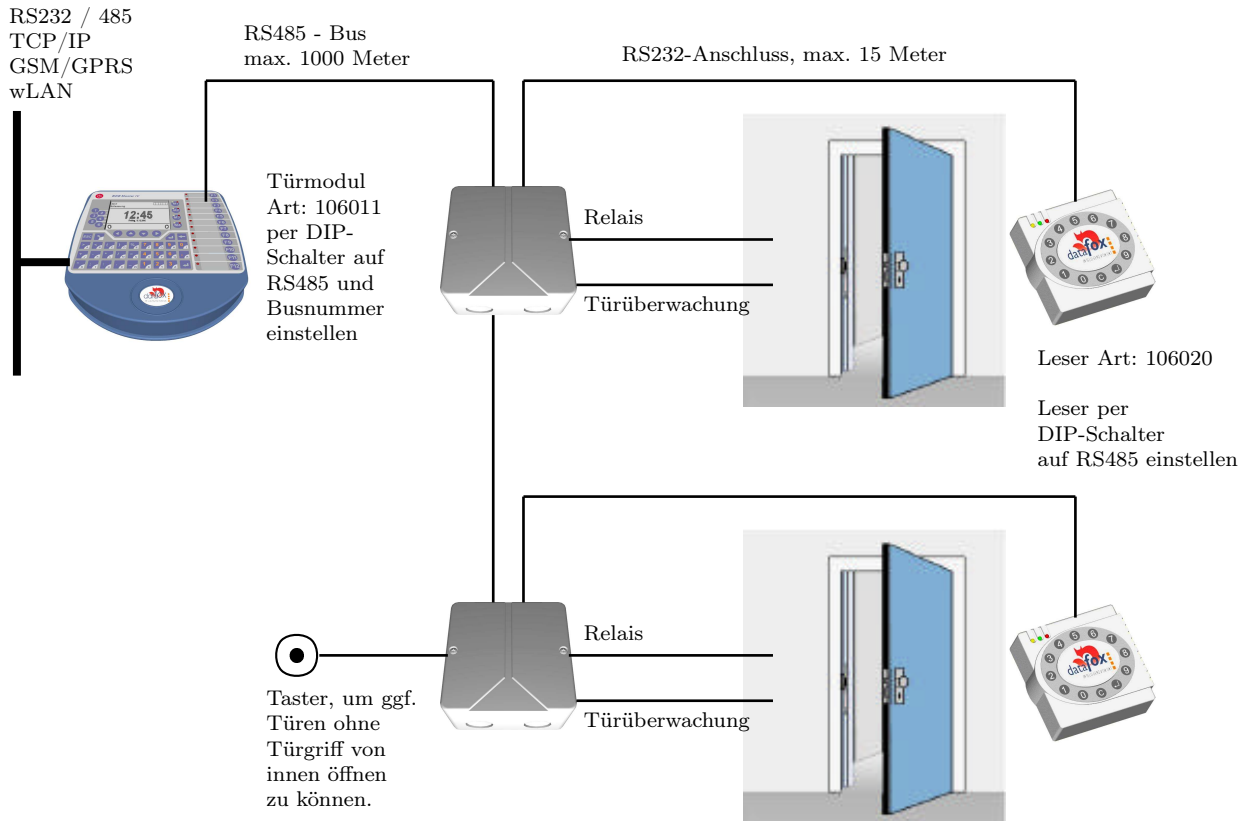 RS232 / 485
TCP/IP
GSM/GPRS
wLAN
RS485 - Bus
max. 1000 Meter
RS232-Anschluss, max. 15 Meter
Türmodul
Art: 106011
per DIP-
Schalter auf
RS485 und
Busnummer
einstellen
12:45
Relais
Türüberwachung
datafox
Leser Art: 106020
Leser per
DIP-Schalter
auf RS485 einstellen
Relais
Türüberwachung
datafox
Taster, um ggf.
Türen ohne
Türgriff von
innen öffnen
zu können.